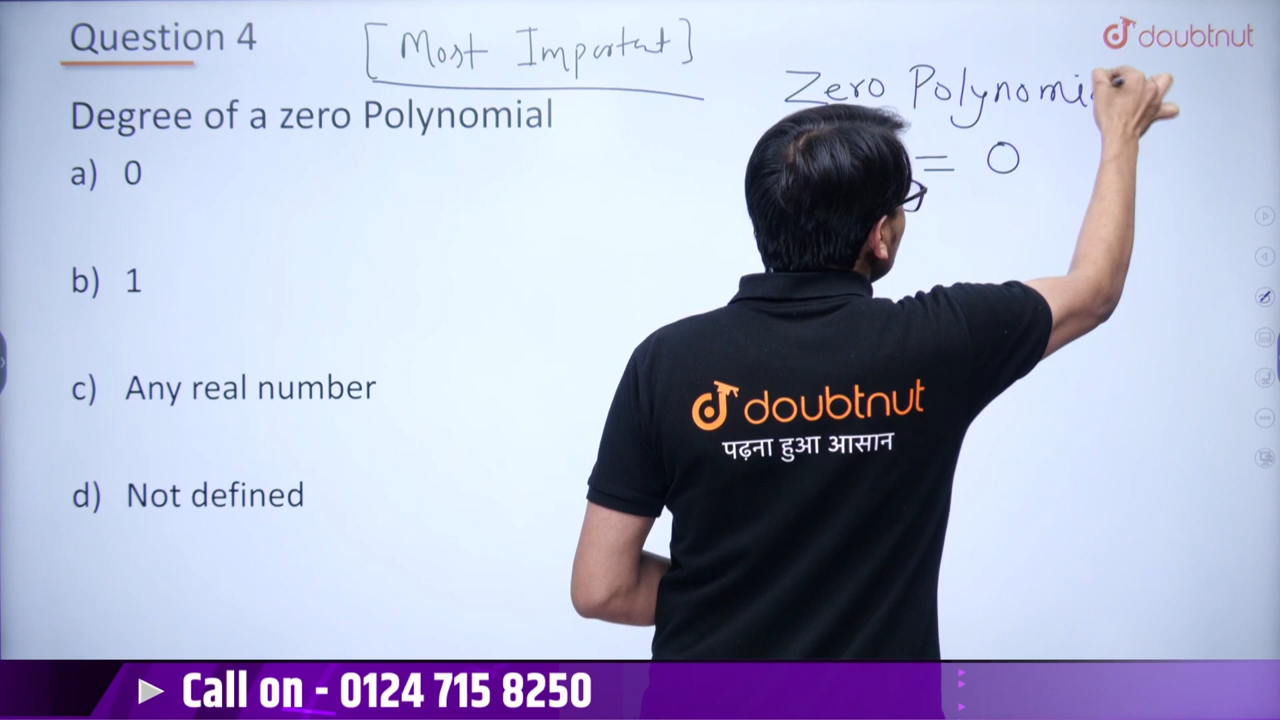 Question 4
[Most Important]
doubtnut
Zero Polynomi
Degree of a zero Polynomial
= 0
a) 0
b) 1
c) Any real number
d) Not defined
doubtnut
पढ़ना हुआ आसान
Call on - 0124 715 8250